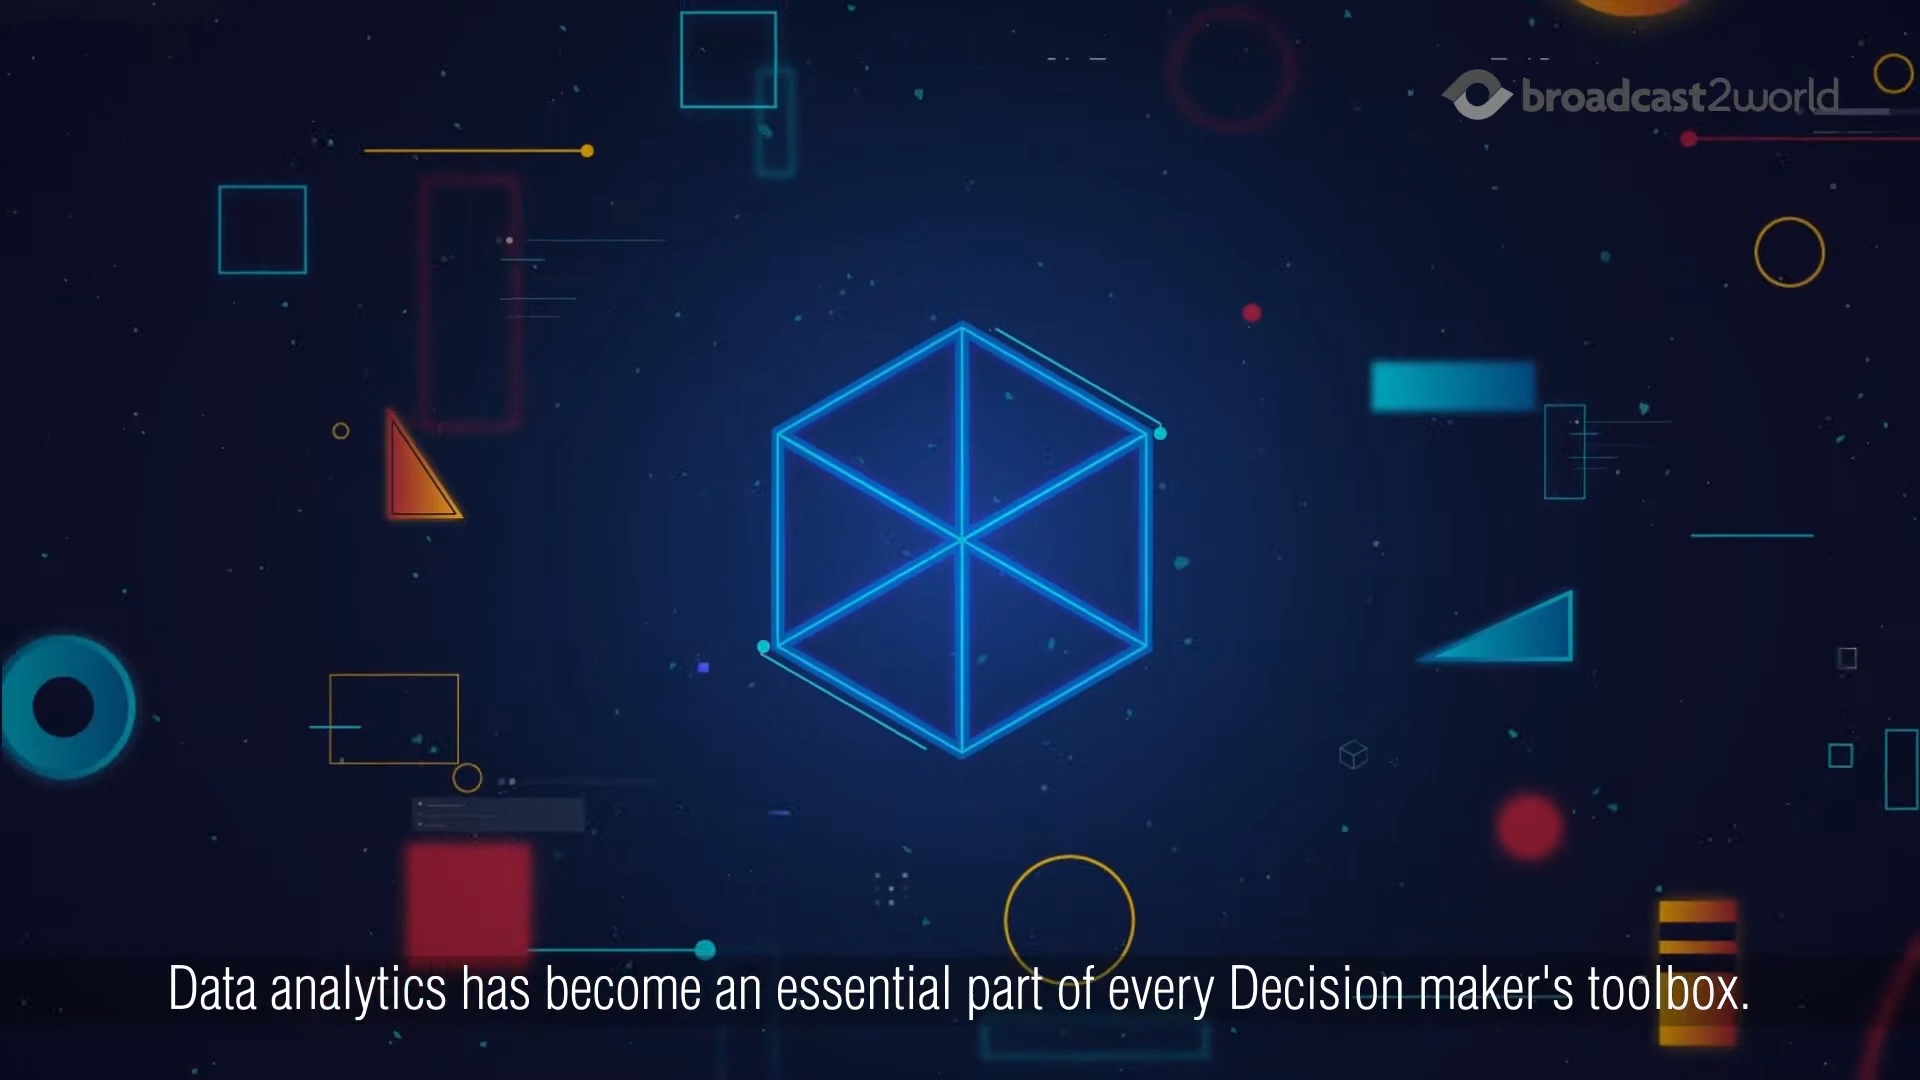 broadcast2world
Data analytics has become an essential part of every Decision maker's toolbox.